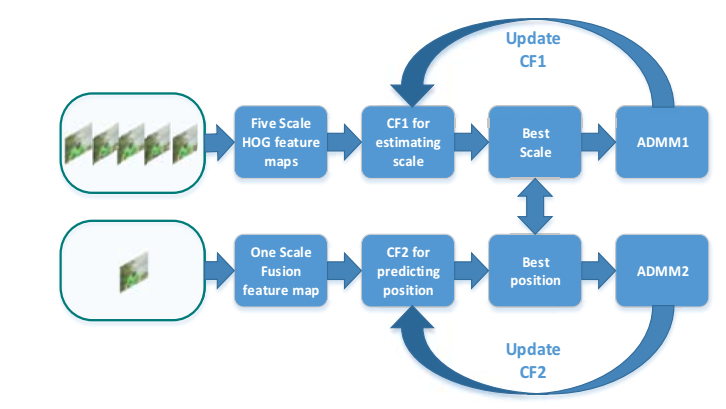 Update
CF1
Five Scale
HOG feature
maps
CF1 for
estimating
scale
Best
Scale
ADMM1
One Scale
Fusion
feature map
CF2 for
predicting
position
Best
position
ADMM2
Update
CF2